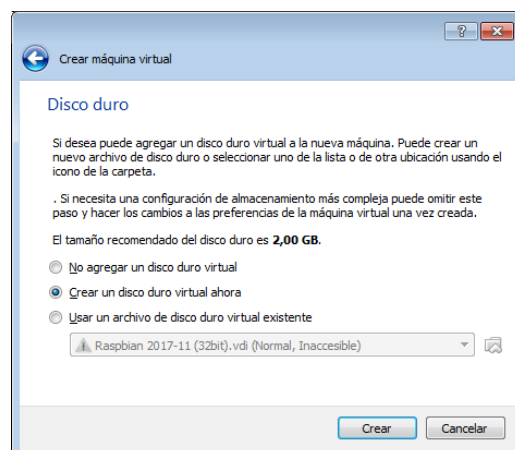 Crear máquina virtual
Disco duro
Si desea puede agregar un disco duro virtual a la nueva máquina. Puede crear un
nuevo archivo de disco duro o seleccionar uno de la lista o de otra ubicación usando el
icono de la carpeta.
. Si necesita una configuración de almacenamiento más compleja puede omitir este
paso y hacer los cambios a las preferencias de la máquina virtual una vez creada.
El tamaño recomendado del disco duro es 2,00 GB.
No agregar un disco duro virtual
Crear un disco duro virtual ahora
Usar un archivo de disco duro virtual existente
Raspbian 2017-11 (32bit).vdi (Normal, Inaccesible)
Crear Cancelar